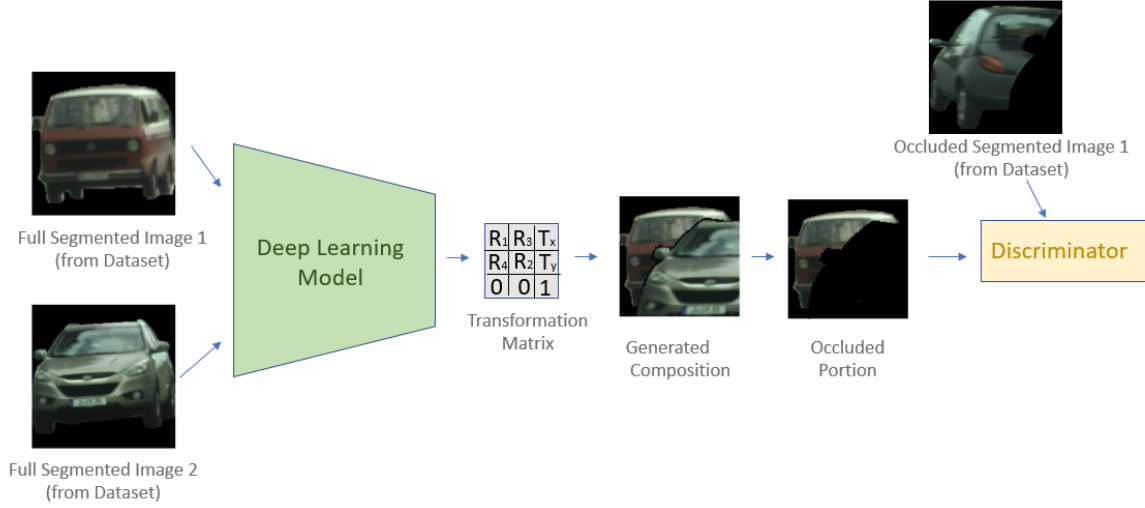 Full Segmented Image 1
(from Dataset)
Full Segmented Image 2
(from Dataset)
Deep Learning
Model
R₁ R₃ Tₓ
R₄ R₂ Tᵧ
0 0 1
Transformation
Matrix
Generated
Composition
Occluded
Portion
Occluded Segmented Image 1
(from Dataset)
Discriminator